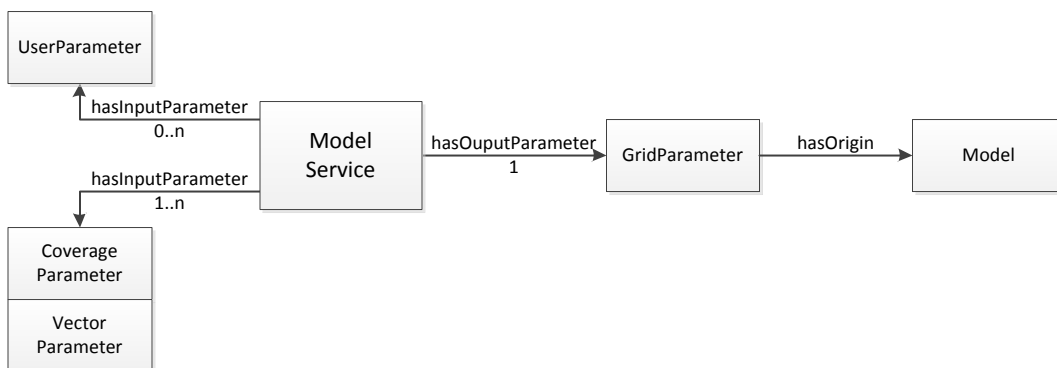 UserParameter
hasInputParameter
0..n
Model
Service
hasOuputParameter
1
GridParameter
hasOrigin
Model
hasInputParameter
1..n
Coverage
Parameter
Vector
Parameter